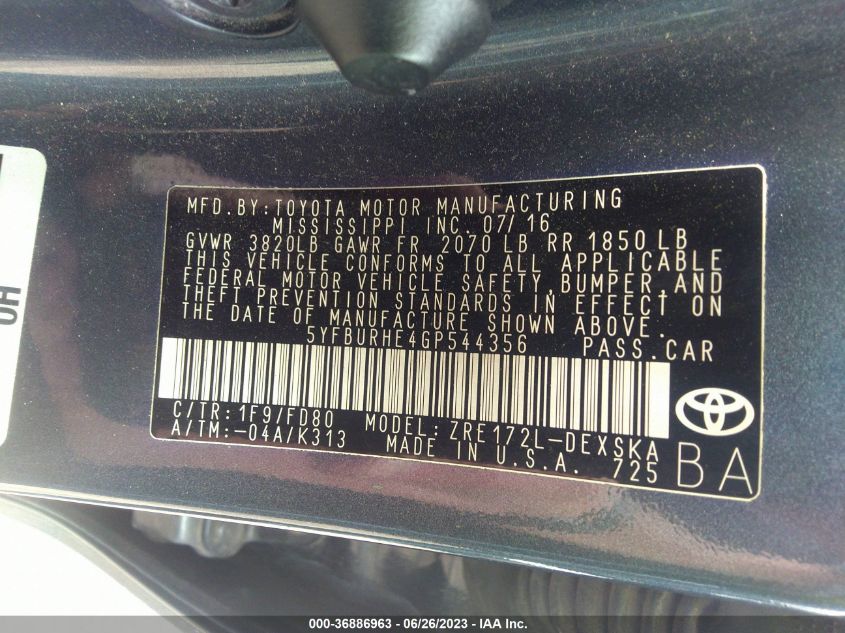 HO
MFD.BY:TOYOTA MOTOR MANUFACTURING
MISSISSIPPI INC. 07/16
GVWR 3820LB GAWR FR 2070LB RR 1850LB
THIS VEHICLE CONFORMS TO ALL APPLICABLE
FEDERAL MOTOR VEHICLE SAFETY,BUMPER,AND
THEFT PREVENTION STANDARDS IN EFFECT ON
THE DATE OF MANUFACTURE SHOWN ABOVE.
5YFBURHE4GP544356 PASS.CAR
C/TR:1F9/FD80 MODEL:ZRE172L-DEXSKA
A/TM:-04A/K313 MADE IN U.S.A. 725
BA
000-36886963 - 06/26/2023 - IAA Inc.